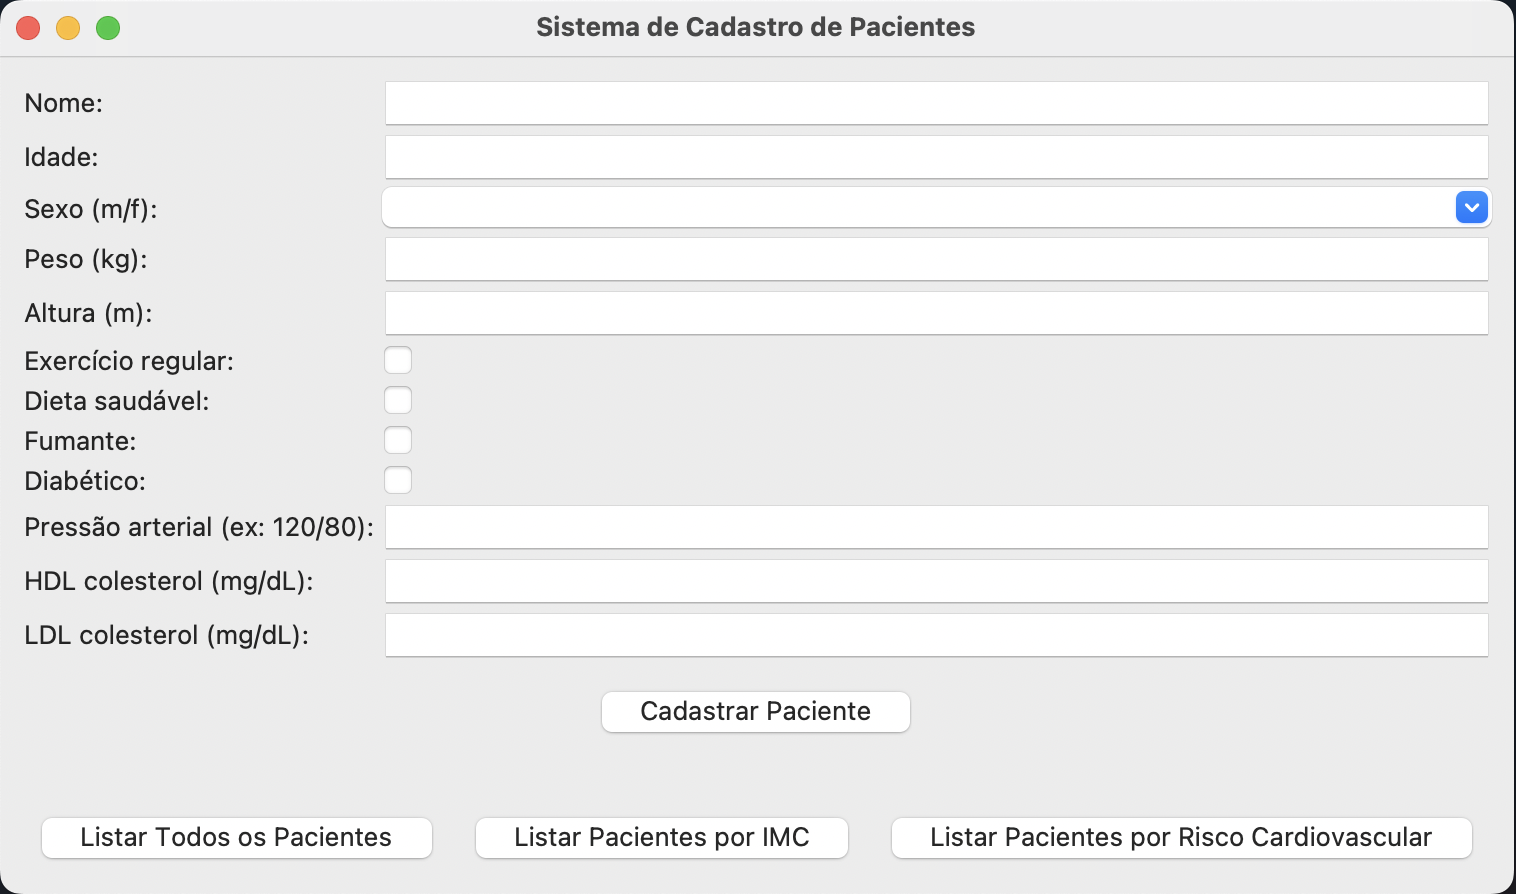 Sistema de Cadastro de Pacientes
Nome:
Idade:
Sexo (m/f):
Peso (kg):
Altura (m):
Exercício regular:
Dieta saudável:
Fumante:
Diabético:
Pressão arterial (ex: 120/80):
HDL colesterol (mg/dL):
LDL colesterol (mg/dL):
Cadastrar Paciente
Listar Todos os Pacientes
Listar Pacientes por IMC
Listar Pacientes por Risco Cardiovascular